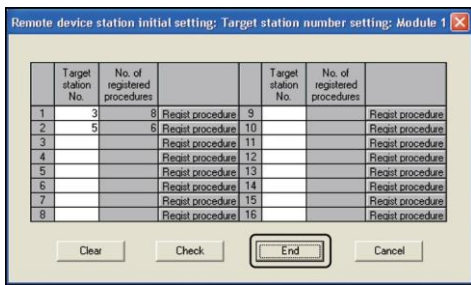 Remote device station initial setting: Target station number setting: Module 1
Target station No. No. of registered procedures Target station No. No. of registered procedures
1 3 8 Regist procedure 9 Regist procedure
2 5 6 Regist procedure 10 Regist procedure
3 Regist procedure 11 Regist procedure
4 Regist procedure 12 Regist procedure
5 Regist procedure 13 Regist procedure
6 Regist procedure 14 Regist procedure
7 Regist procedure 15 Regist procedure
8 Regist procedure 16 Regist procedure
Clear Check End Cancel